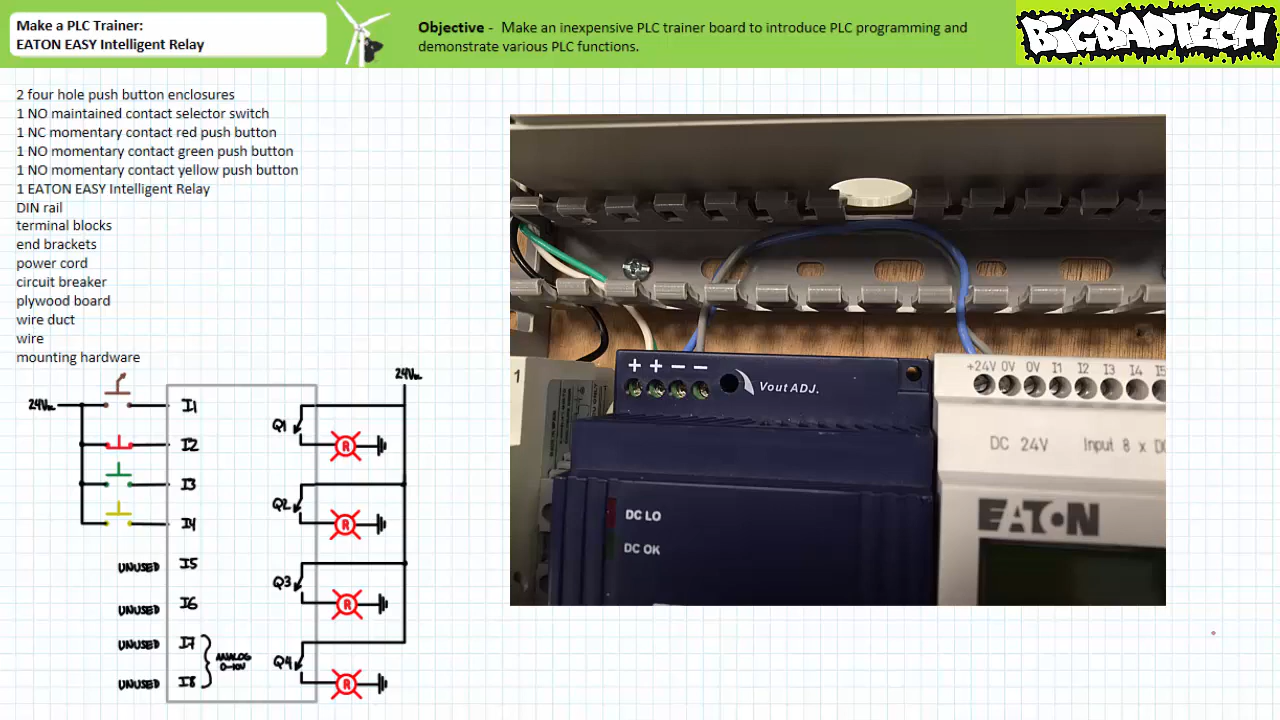 Make a PLC Trainer:
EATON EASY Intelligent Relay
Objective - Make an inexpensive PLC trainer board to introduce PLC programming and
demonstrate various PLC functions.
BIGBADTECH
2 four hole push button enclosures
1 NO maintained contact selector switch
1 NC momentary contact red push button
1 NO momentary contact green push button
1 NO momentary contact yellow push button
1 EATON EASY Intelligent Relay
DIN rail
terminal blocks
end brackets
power cord
circuit breaker
plywood board
wire duct
wire
mounting hardware
24VDC
24VDC
I1
I2
I3
I4
UNUSED I5
UNUSED I6
UNUSED I7
UNUSED I8
ANALOG
0-10V
Q1
R
Q2
R
Q3
R
Q4
R
1
+ + − −
Vout ADJ.
DC LO
DC OK
+24V 0V 0V I1 I2 I3 I4 I5
DC 24V Input 8 x DC
EATON